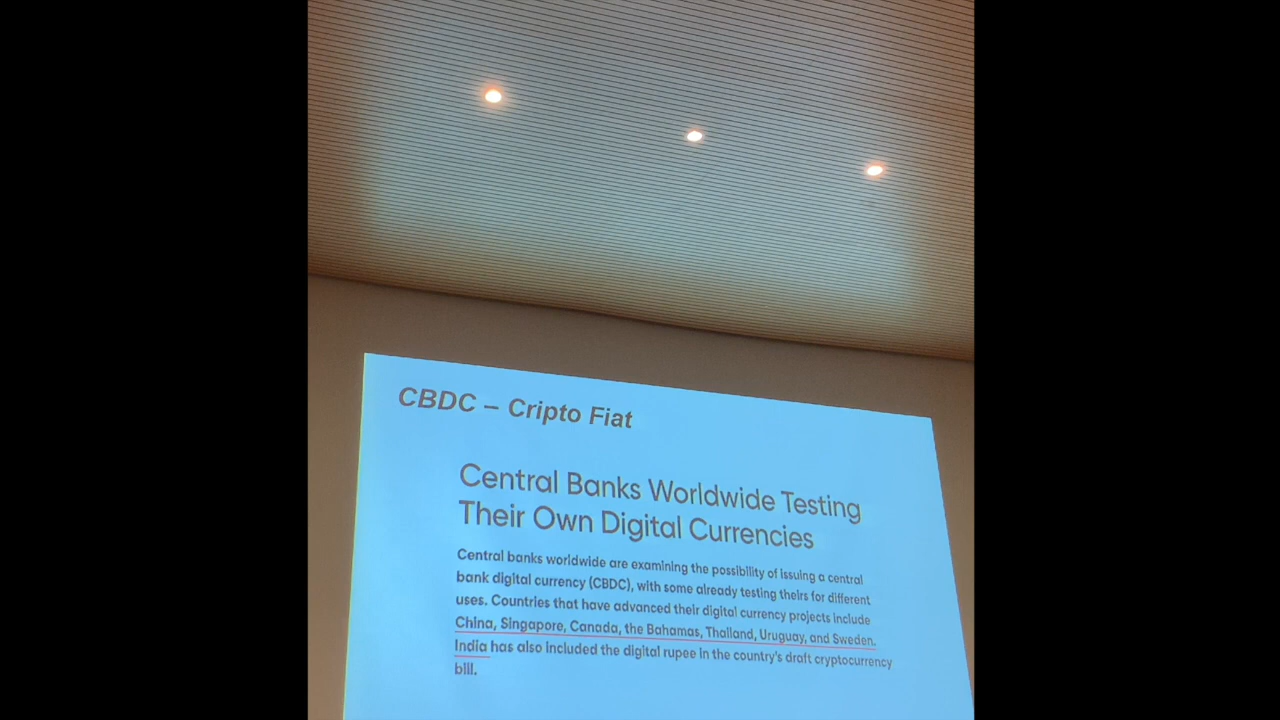 CBDC – Cripto Fiat
Central Banks Worldwide Testing
Their Own Digital Currencies
Central banks worldwide are examining the possibility of issuing a central
bank digital currency (CBDC), with some already testing theirs for different
uses. Countries that have advanced their digital currency projects include
China, Singapore, Canada, the Bahamas, Thailand, Uruguay, and Sweden.
India has also included the digital rupee in the country's draft cryptocurrency
bill.